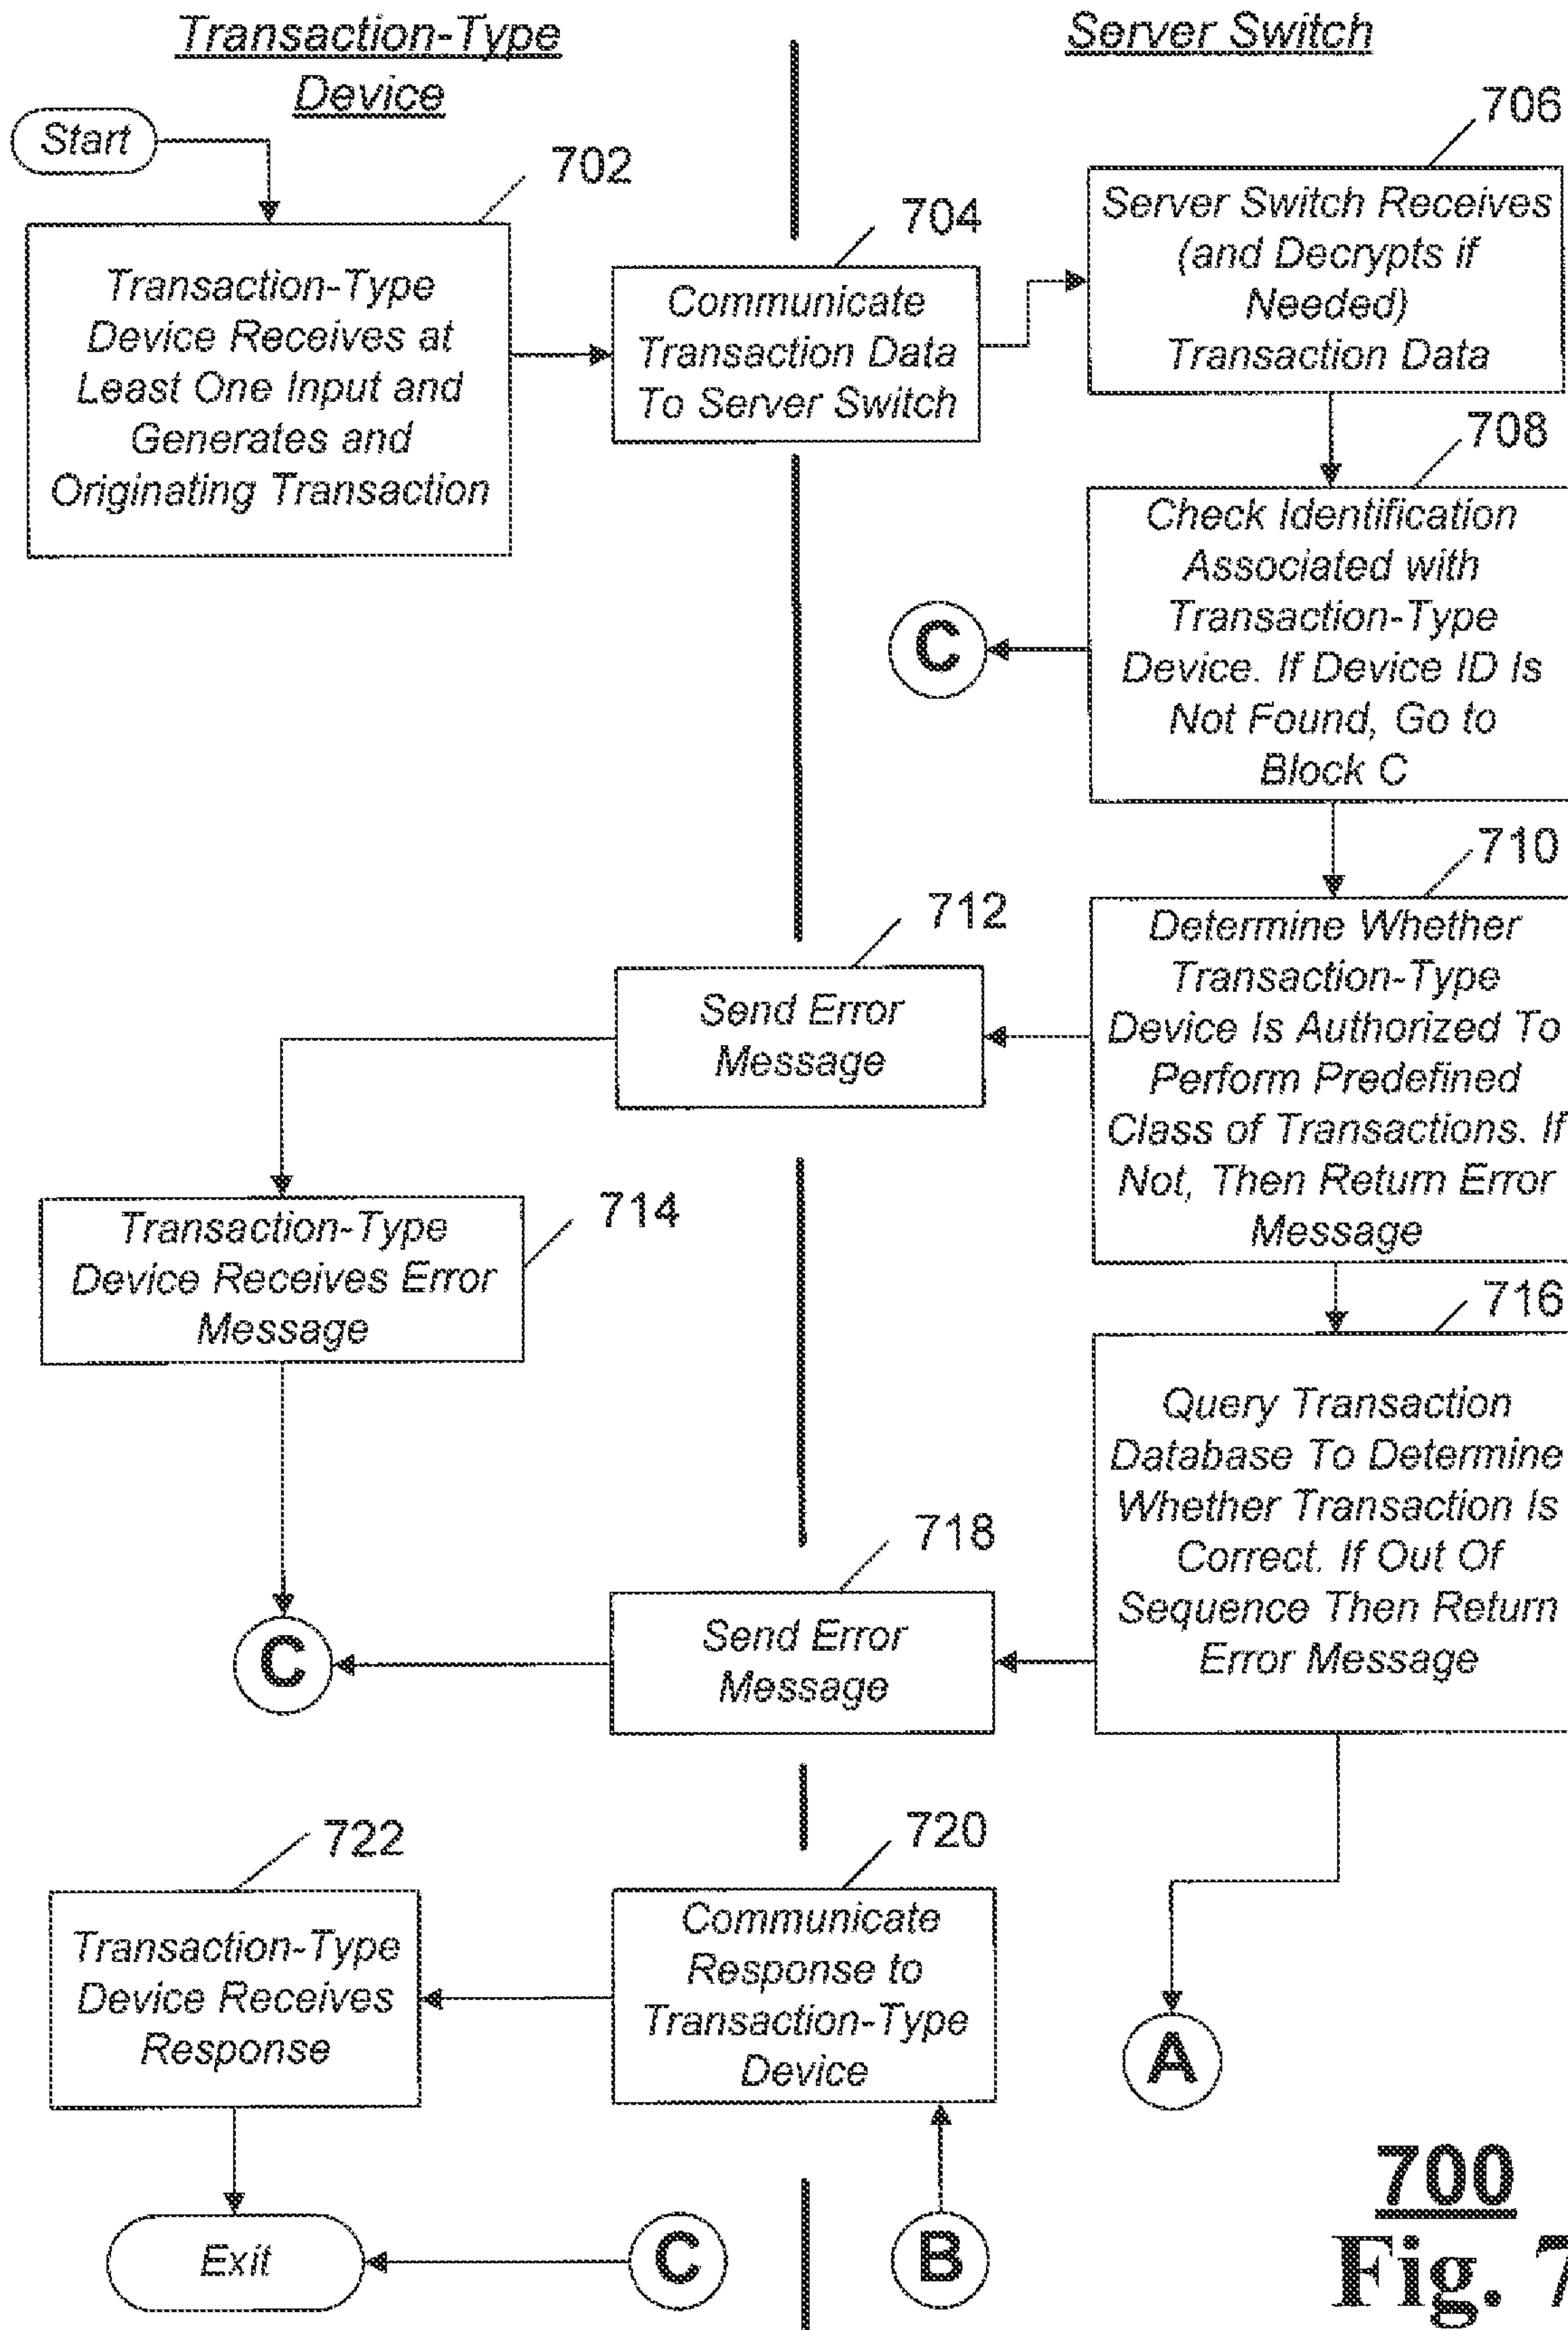 Transaction-Type
Device
Server Switch
Start
702
Transaction-Type
Device Receives at
Least One Input and
Generates and
Originating Transaction
704
Communicate
Transaction Data
To Server Switch
706
Server Switch Receives
(and Decrypts if
Needed)
Transaction Data
708
Check Identification
Associated with
Transaction-Type
Device. If Device ID Is
Not Found, Go to
Block C
C
710
Determine Whether
Transaction-Type
Device Is Authorized To
Perform Predefined
Class of Transactions. If
Not, Then Return Error
Message
712
Send Error
Message
714
Transaction-Type
Device Receives Error
Message
716
Query Transaction
Database To Determine
Whether Transaction Is
Correct. If Out Of
Sequence Then Return
Error Message
718
Send Error
Message
C
722
Transaction-Type
Device Receives
Response
720
Communicate
Response to
Transaction-Type
Device
A
Exit
C
B
700
Fig. 7